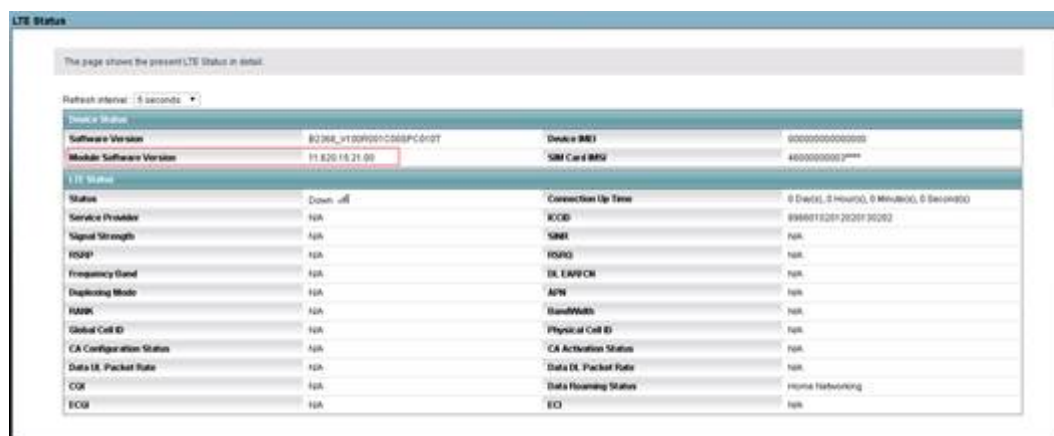 LTE Status
The page shows the present LTE Status in detail.
Refresh interval: 5 seconds
Device Status
Software Version B2368_V100R001C00SPC010T Device IMEI 000000000000000
Module Software Version 11.820.15.21.00 SIM Card IMSI 46000000003****
LTE Status
Status Down Connection Up Time 0 Day(s), 0 Hour(s), 0 Minute(s), 0 Second(s)
Service Provider N/A ICCID
Signal Strength N/A SINR N/A
RSRP N/A RSRQ N/A
Frequency Band N/A DL EARFCN N/A
Duplexing Mode N/A APN N/A
RANK N/A BandWidth N/A
Global Cell ID N/A Physical Cell ID N/A
CA Configuration Status N/A CA Activation Status N/A
Data UL Packet Rate N/A Data DL Packet Rate N/A
CQI N/A Data Roaming Status Home Networking
ECGI N/A ECI N/A